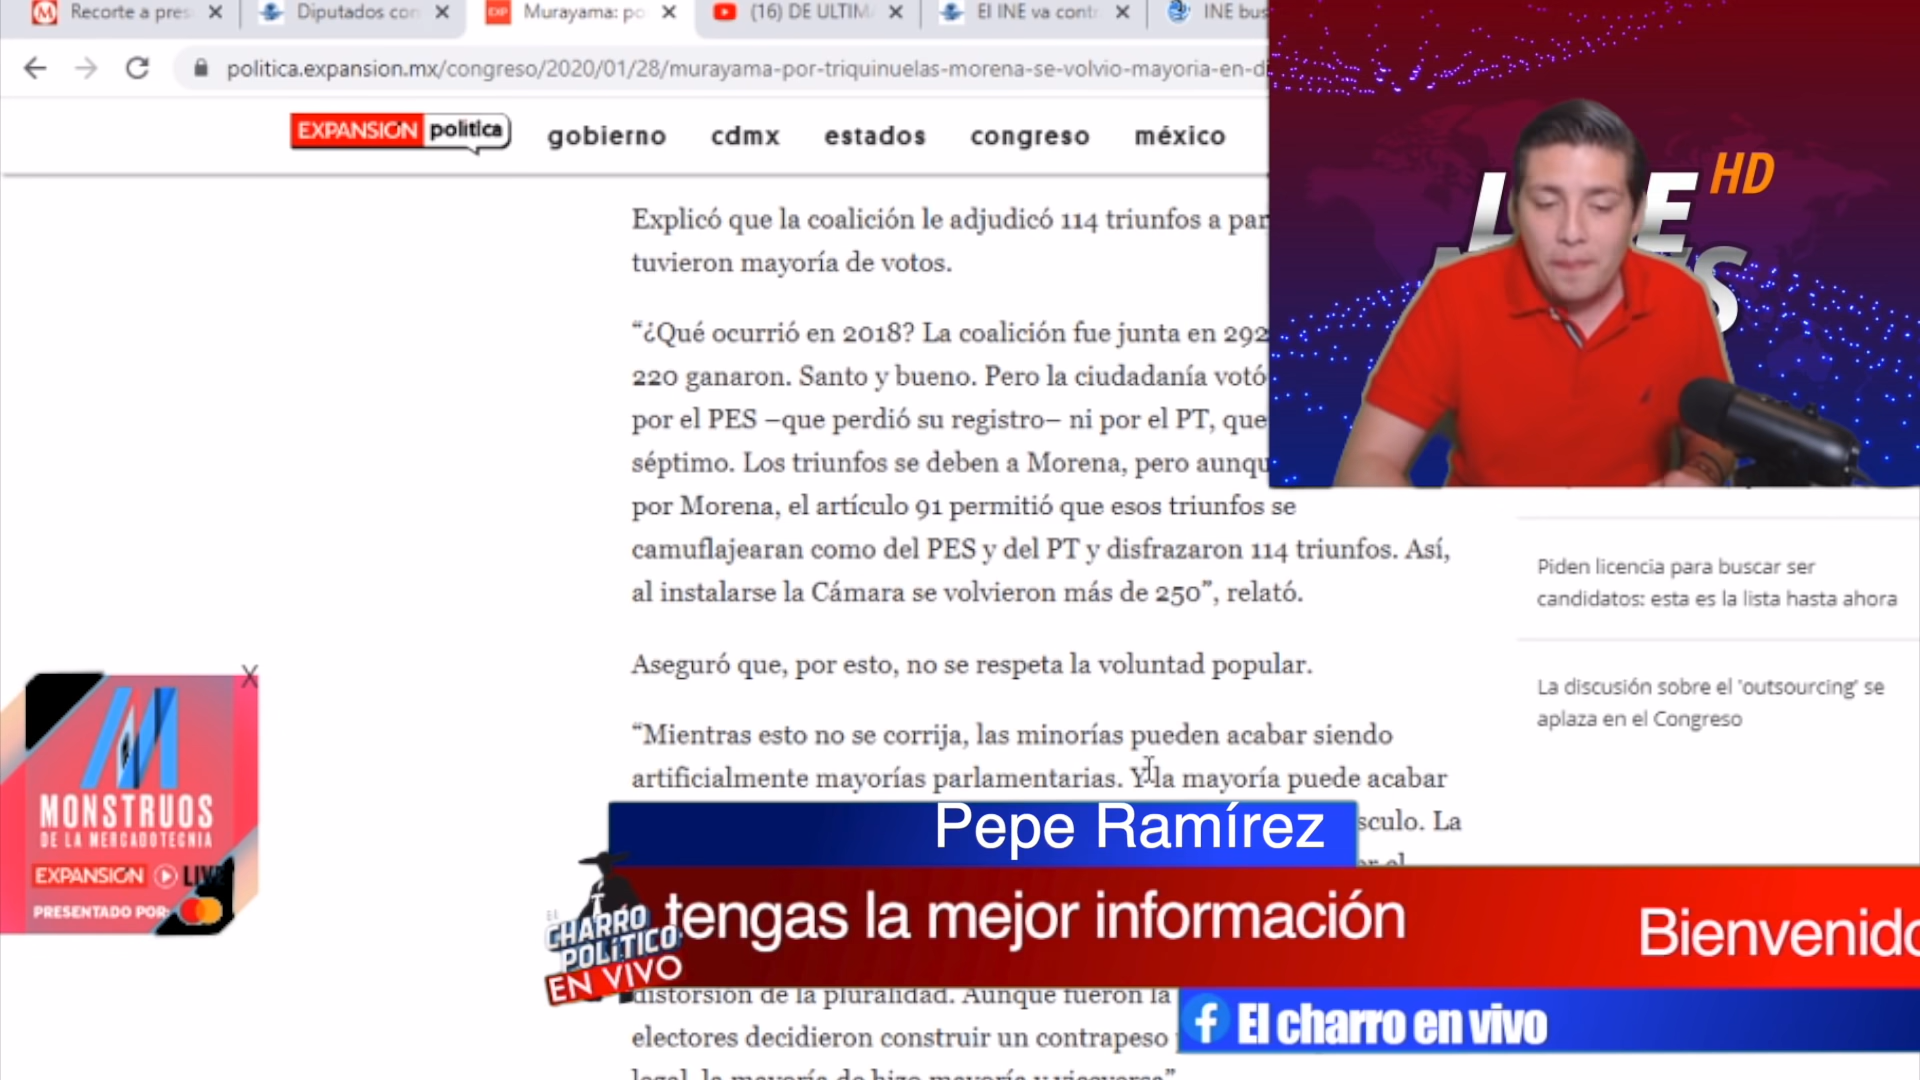 Recorte a pres
Diputados con
Murayama: po
(16) DE ULTIM
El INE va contr
INE bus
politica.expansion.mx/congreso/2020/01/28/murayama-por-triquinuelas-morena-se-volvio-mayoria-en-di
EXPANSIÓN política
gobierno cdmx estados congreso méxico
HD
Explicó que la coalición le adjudicó 114 triunfos a par
tuvieron mayoría de votos.
“¿Qué ocurrió en 2018? La coalición fue junta en 292
220 ganaron. Santo y bueno. Pero la ciudadanía votó
por el PES –que perdió su registro– ni por el PT, que
séptimo. Los triunfos se deben a Morena, pero aunqu
por Morena, el artículo 91 permitió que esos triunfos se
camuflajearan como del PES y del PT y disfrazaron 114 triunfos. Así,
al instalarse la Cámara se volvieron más de 250”, relató.
Aseguró que, por esto, no se respeta la voluntad popular.
“Mientras esto no se corrija, las minorías pueden acabar siendo
artificialmente mayorías parlamentarias. Y la mayoría puede acabar
sculo. La
Piden licencia para buscar ser
candidatos: esta es la lista hasta ahora
La discusión sobre el 'outsourcing' se
aplaza en el Congreso
X
MONSTRUOS
DE LA MERCADOTECNIA
EXPANSIÓN LIVE
PRESENTADO POR:
Pepe Ramírez
EL
CHARRO
POLÍTICO
EN VIVO
tengas la mejor información
Bienvenido
distorsión de la pluralidad. Aunque fueron la
electores decidieron construir un contrapeso
legal, la mayoría de hizo mayoría y viceversa”
El charro en vivo